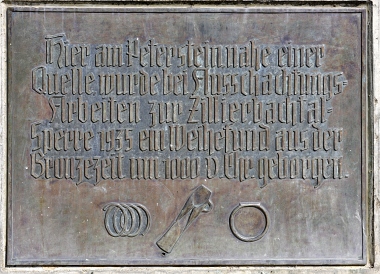 Hier am Peterstein nahe einer
Quelle wurde bei Ausschachtungs-
Arbeiten zur Zillierbachtal-
Sperre 1935 ein Weihefund aus der
Bronzezeit um 1000 v Chr. geborgen.